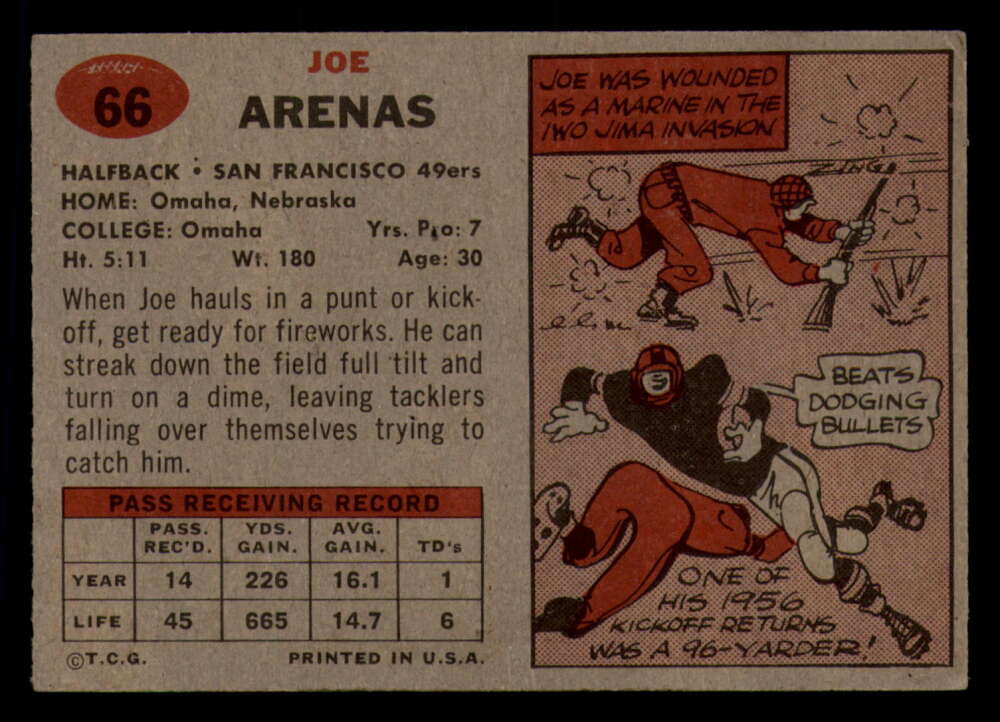 66
JOE
ARENAS
HALFBACK • SAN FRANCISCO 49ers
HOME: Omaha, Nebraska
COLLEGE: Omaha Yrs. Pro: 7
Ht. 5:11 Wt. 180 Age: 30
When Joe hauls in a punt or kick-
off, get ready for fireworks. He can
streak down the field full tilt and
turn on a dime, leaving tacklers
falling over themselves trying to
catch him.
PASS RECEIVING RECORD
PASS. REC'D. YDS. GAIN. AVG. GAIN. TD's
YEAR 14 226 16.1 1
LIFE 45 665 14.7 6
©T.C.G. PRINTED IN U.S.A.
JOE WAS WOUNDED
AS A MARINE IN THE
IWO JIMA INVASION
ZING!
BEATS
DODGING
BULLETS
ONE OF
HIS 1956
KICKOFF RETURNS
WAS A 96-YARDER!